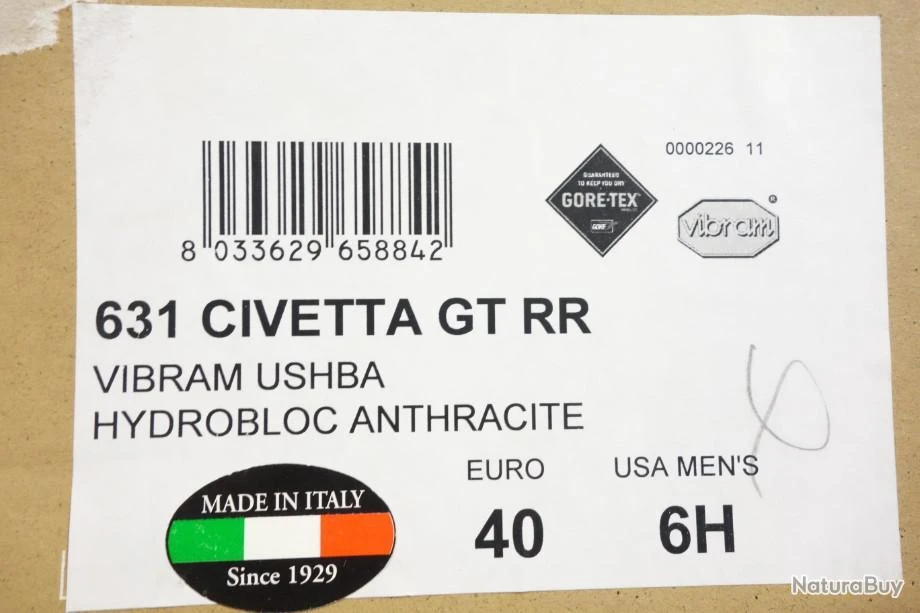 0000226 11
GUARANTEED
TO KEEP YOU DRY
GORE-TEX
GORE
vibram®
8 033629 658842
631 CIVETTA GT RR
VIBRAM USHBA
HYDROBLOC ANTHRACITE
EURO USA MEN'S
40 6H
MADE IN ITALY
Since 1929
NaturaBuy